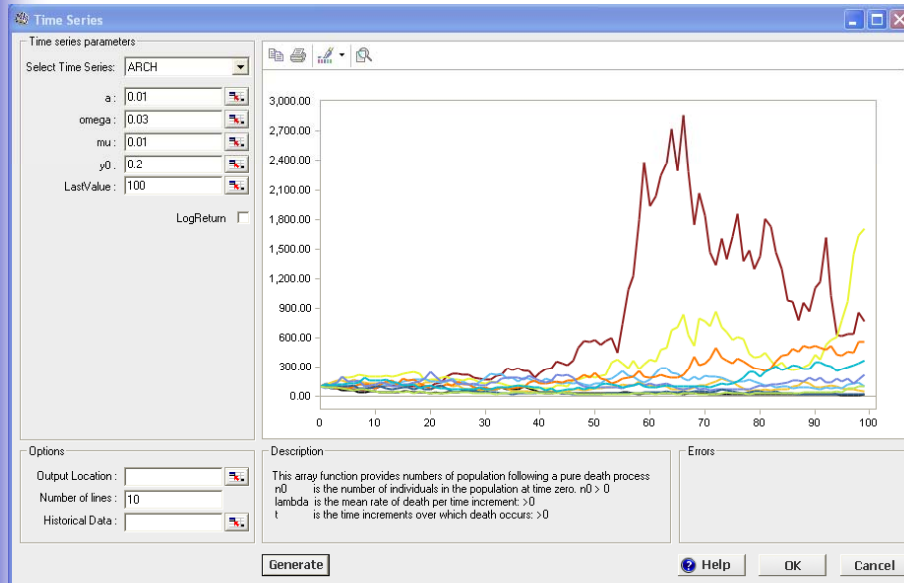 Time Series
Time series parameters
Select Time Series: ARCH
a : 0.01
omega : 0.03
mu : 0.01
y0 . 0.2
LastValue : 100
LogReturn
3,000.00
2,700.00
2,400.00
2,100.00
1,800.00
1,500.00
1,200.00
900.00
600.00
300.00
0.00
0 10 20 30 40 50 60 70 80 90 100
Options
Output Location :
Number of lines : 10
Historical Data :
Description
This array function provides numbers of population following a pure death process
n0 is the number of individuals in the population at time zero. n0 > 0
lambda is the mean rate of death per time increment: >0
t is the time increments over which death occurs: >0
Errors
Generate
Help OK Cancel